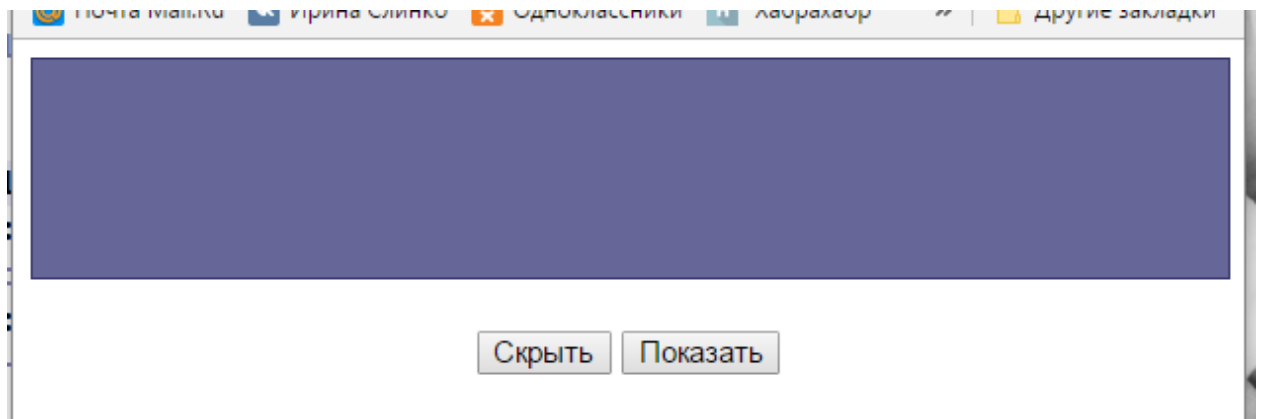 Почта Mail.Ru Ирина Слинко Одноклассники Хабрахабр » Другие закладки
Скрыть Показать